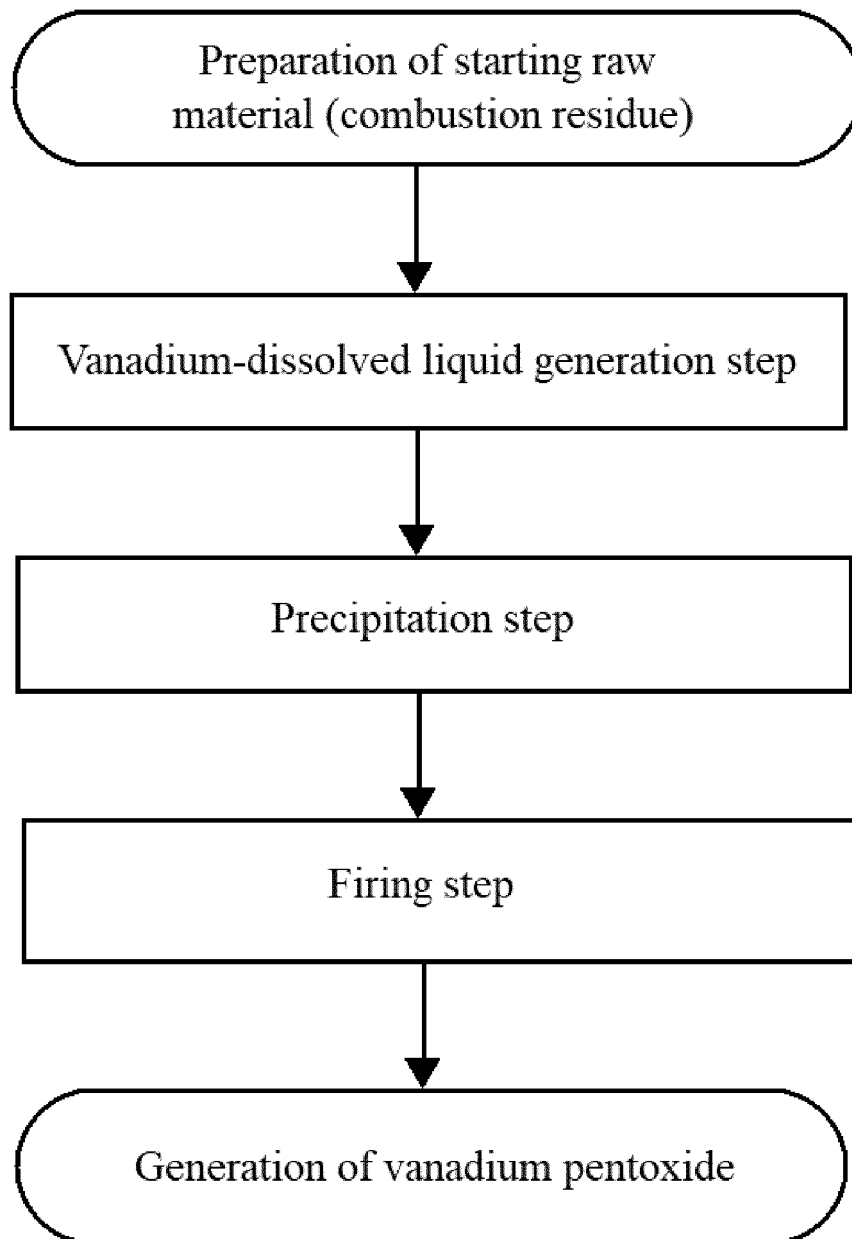 Preparation of starting raw
material (combustion residue)
Vanadium-dissolved liquid generation step
Precipitation step
Firing step
Generation of vanadium pentoxide